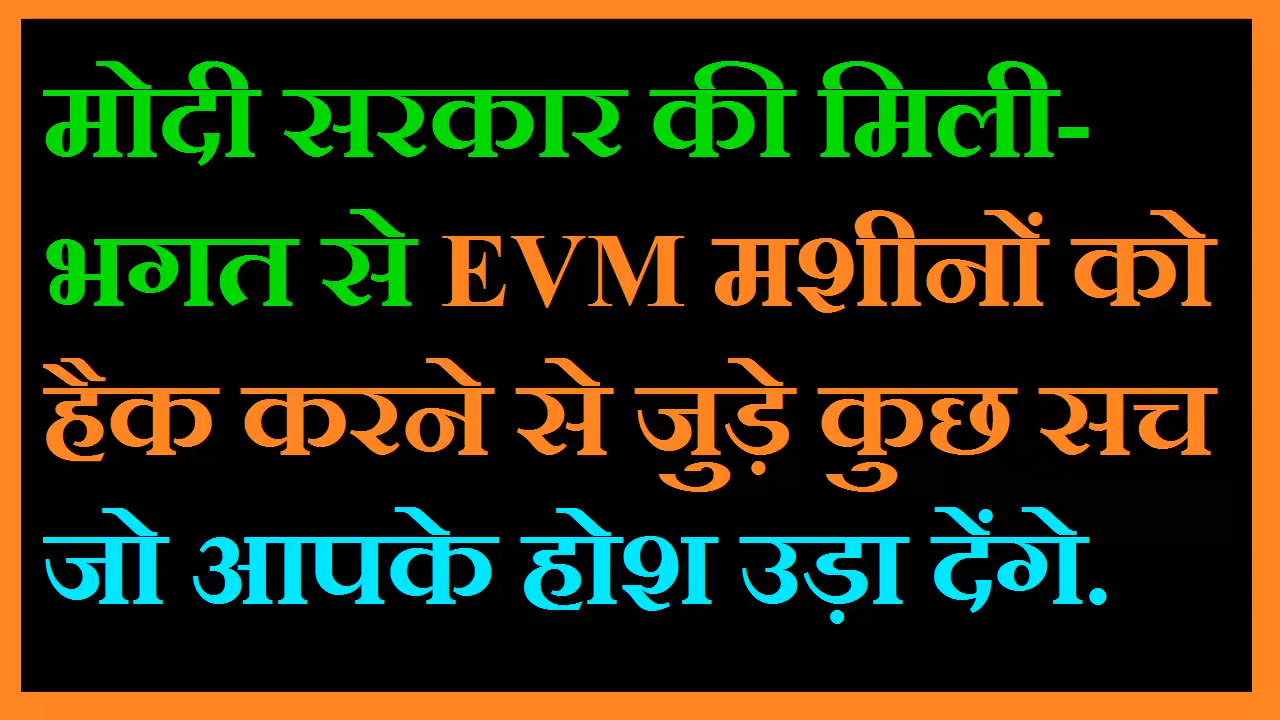 मोदी सरकार की मिली-
भगत से EVM मशीनों को
हैक करने से जुड़े कुछ सच
जो आपके होश उड़ा देंगे.